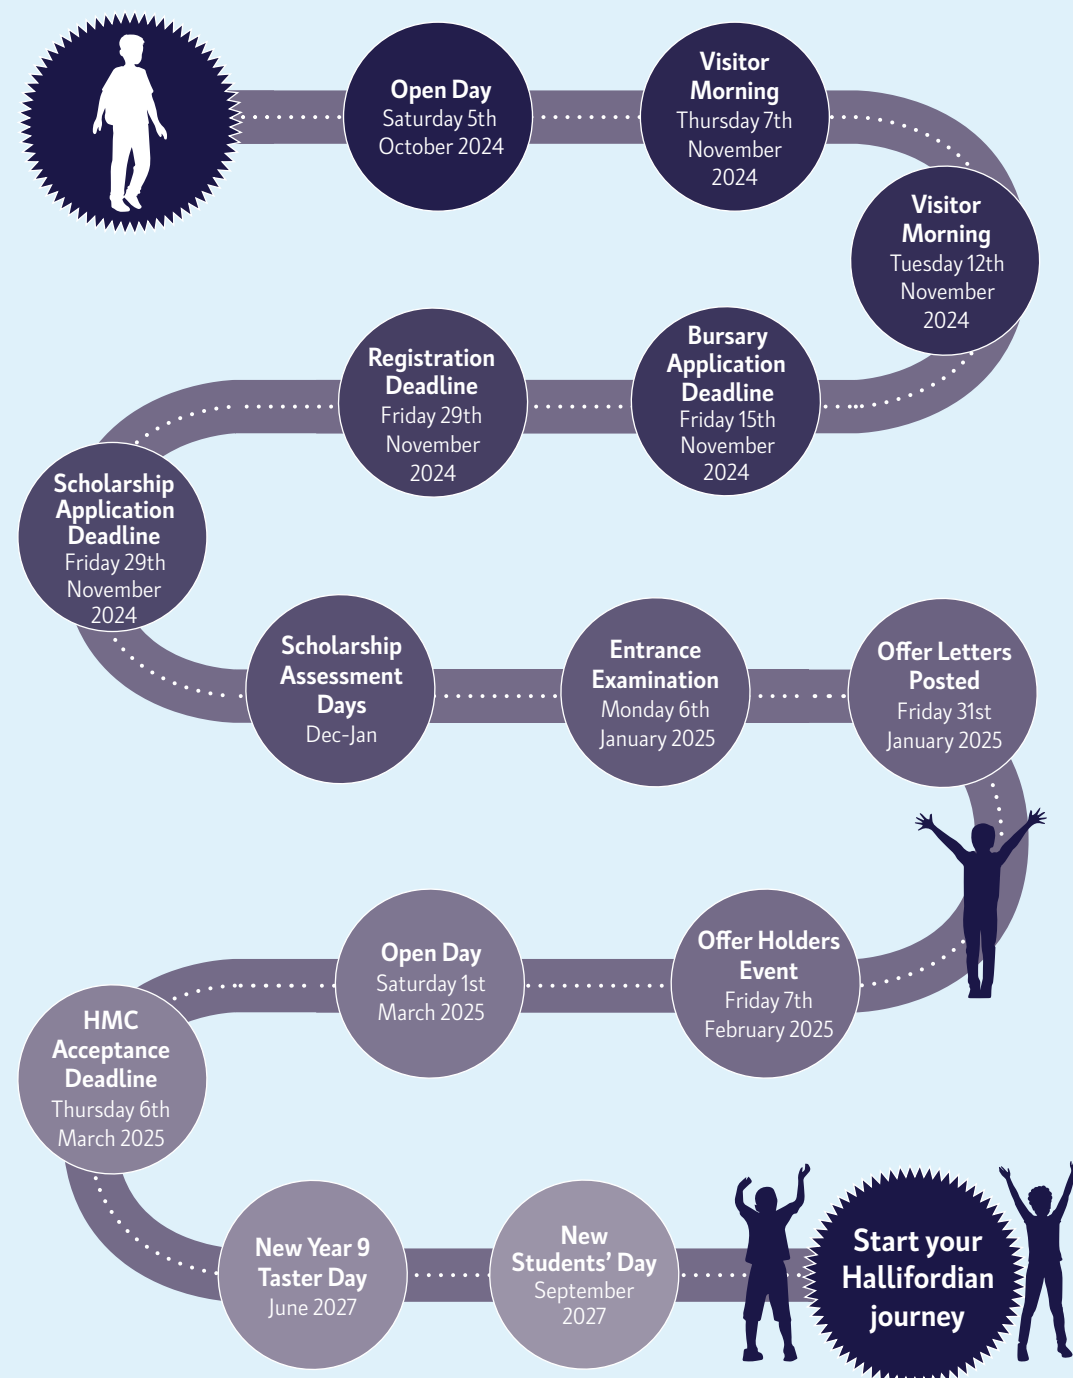 Open Day
Saturday 5th
October 2024
Visitor
Morning
Thursday 7th
November
2024
Visitor
Morning
Tuesday 12th
November
2024
Bursary
Application
Deadline
Friday 15th
November
2024
Registration
Deadline
Friday 29th
November
2024
Scholarship
Application
Deadline
Friday 29th
November
2024
Scholarship
Assessment
Days
Dec-Jan
Entrance
Examination
Monday 6th
January 2025
Offer Letters
Posted
Friday 31st
January 2025
Offer Holders
Event
Friday 7th
February 2025
Open Day
Saturday 1st
March 2025
HMC
Acceptance
Deadline
Thursday 6th
March 2025
New Year 9
Taster Day
June 2027
New
Students' Day
September
2027
Start your
Hallifordian
journey